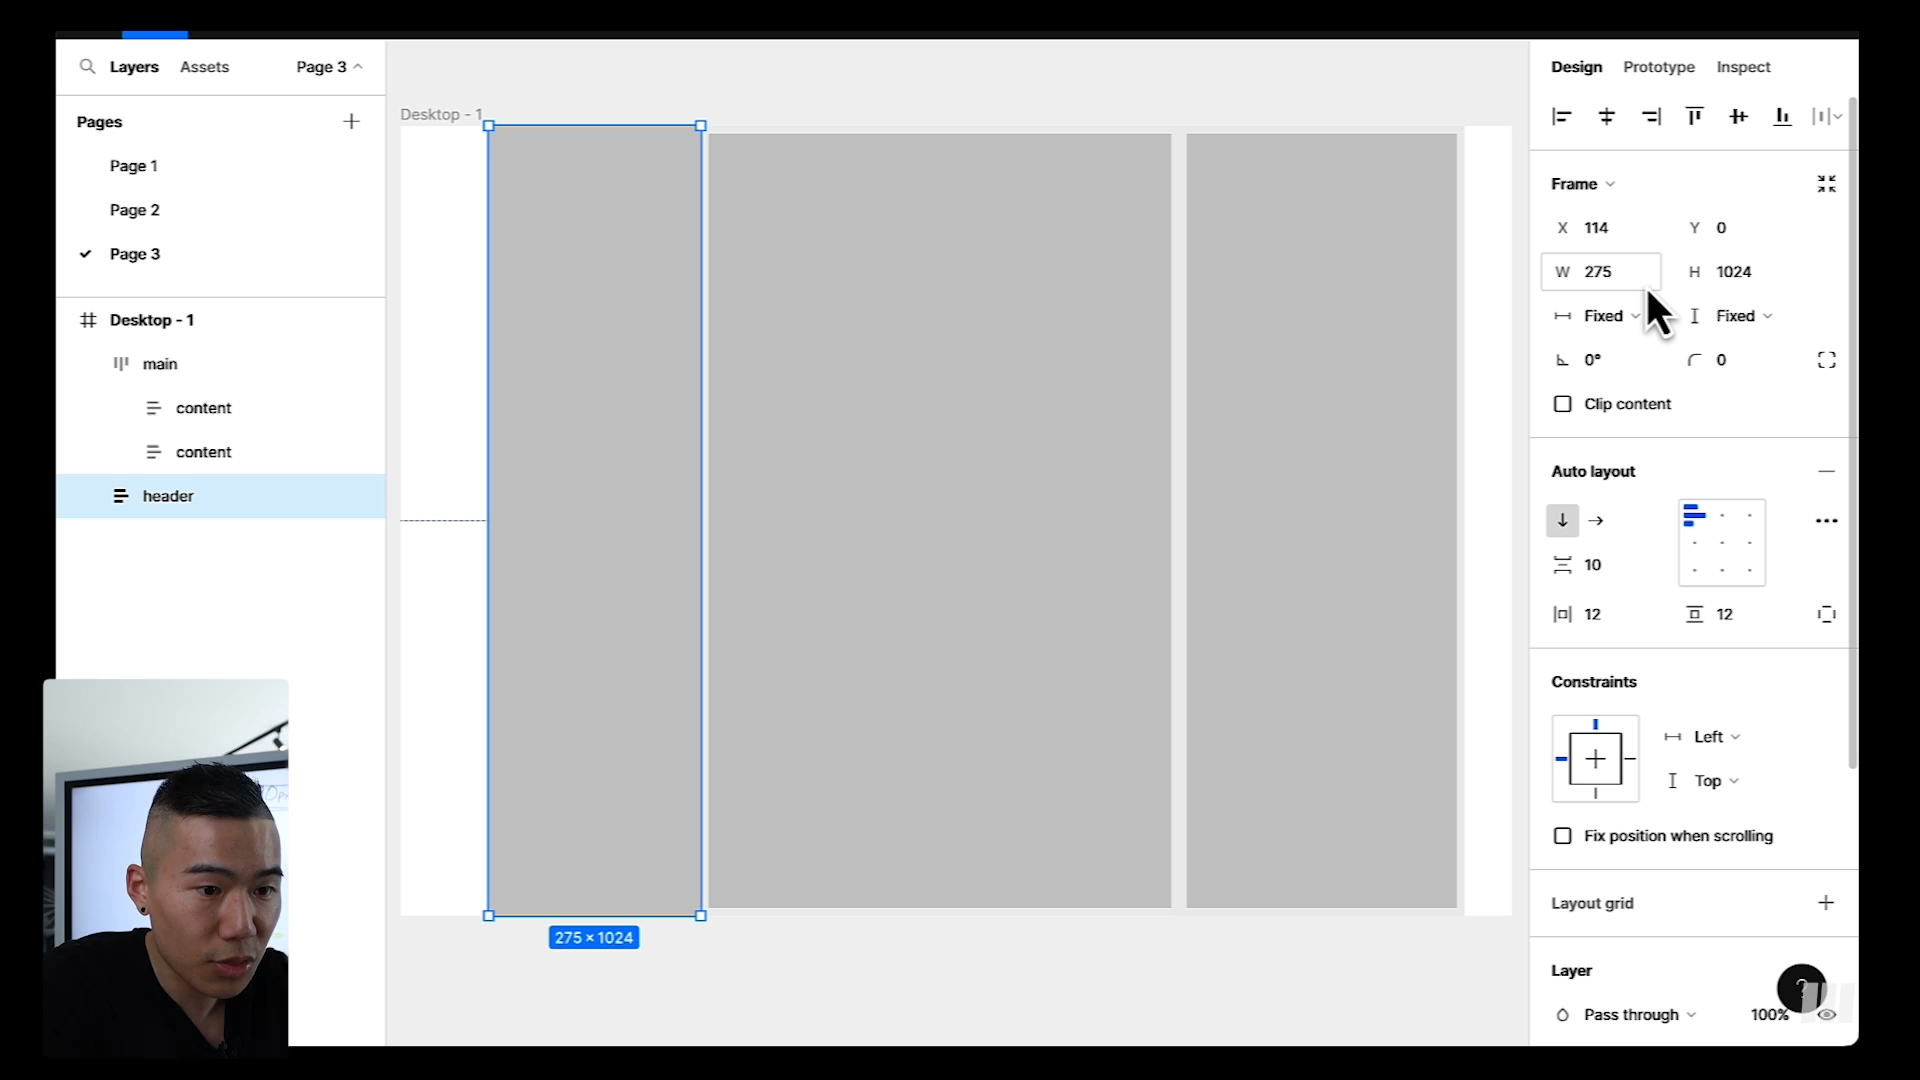 Layers Assets Page 3
Pages
Page 1
Page 2
Page 3
Desktop - 1
main
content
content
header
Desktop - 1
275 × 1024
Design Prototype Inspect
Frame
X 114 Y 0
W 275 H 1024
Fixed Fixed
0° 0
Clip content
Auto layout
10
12 12
Constraints
Left
Top
Fix position when scrolling
Layout grid
Layer
?
Pass through 100%